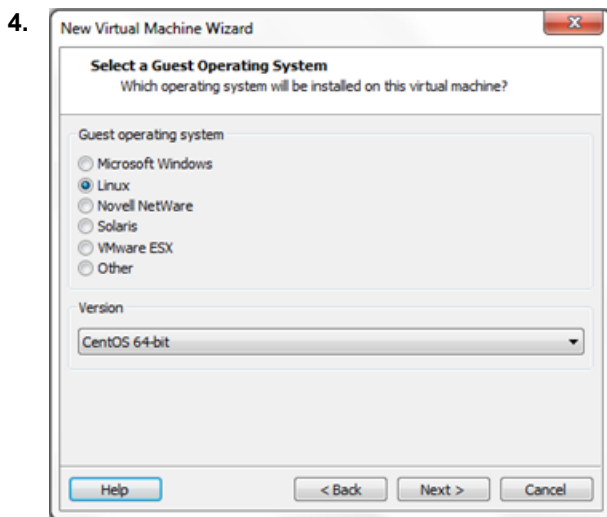 4.
New Virtual Machine Wizard
Select a Guest Operating System
Which operating system will be installed on this virtual machine?
Guest operating system
Microsoft Windows
Linux
Novell NetWare
Solaris
VMware ESX
Other
Version
CentOS 64-bit
Help < Back Next > Cancel